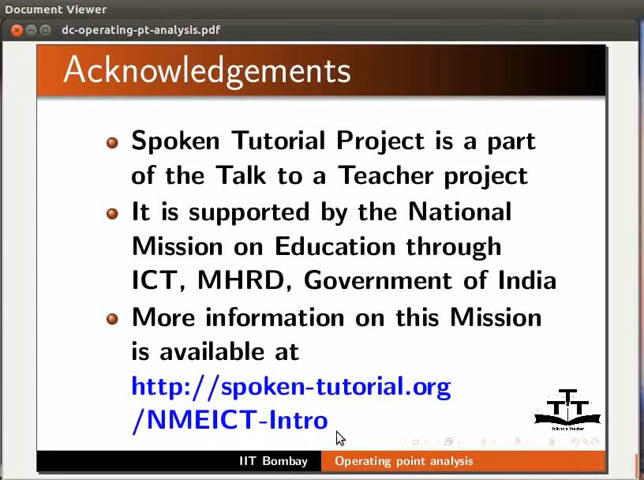 Document Viewer
dc-operating-pt-analysis.pdf
Acknowledgements
Spoken Tutorial Project is a part
of the Talk to a Teacher project
It is supported by the National
Mission on Education through
ICT, MHRD, Government of India
More information on this Mission
is available at
http://spoken-tutorial.org
/NMEICT-Intro
IIT Bombay
Operating point analysis